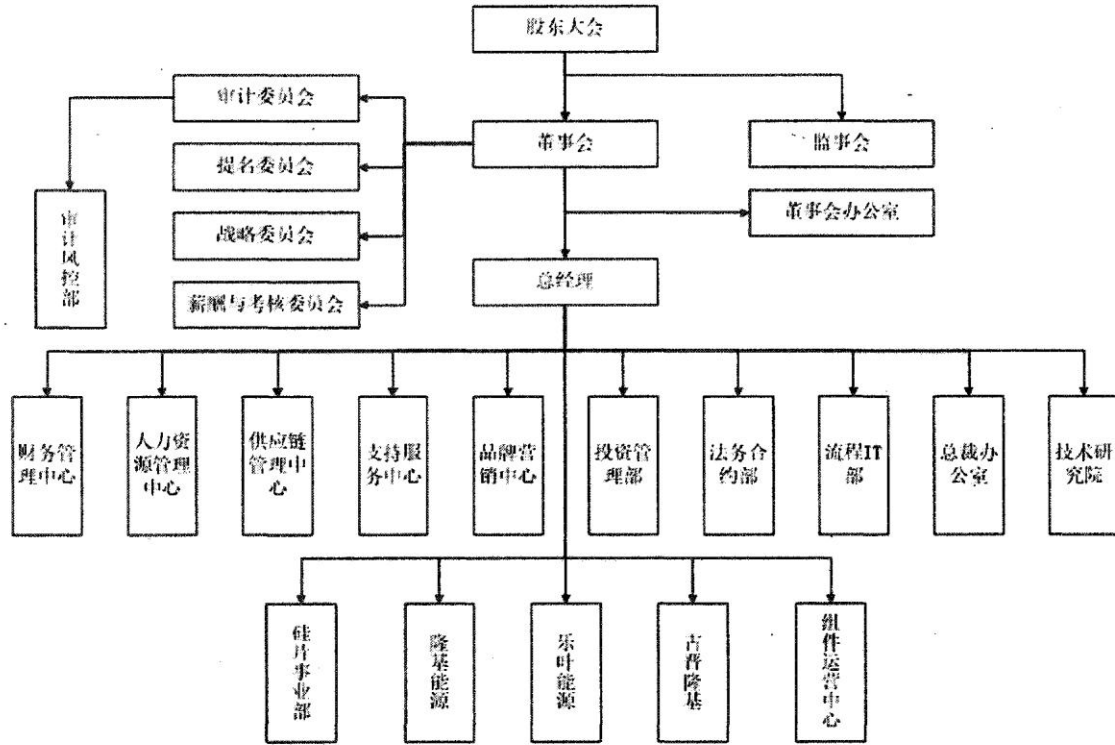 股东大会
审计委员会
董事会
监事会
提名委员会
董事会办公室
审计风控部
战略委员会
总经理
薪酬与考核委员会
财务管
理中心
人力资
源管理
中心
供应链
管理中
心
支持服
务中心
品牌营
销中心
投资管
理部
法务合
约部
流程IT
部
总裁办
公室
技术研
究院
硅片事业部
隆基能源
乐叶能源
古晋隆基
组件运营中心